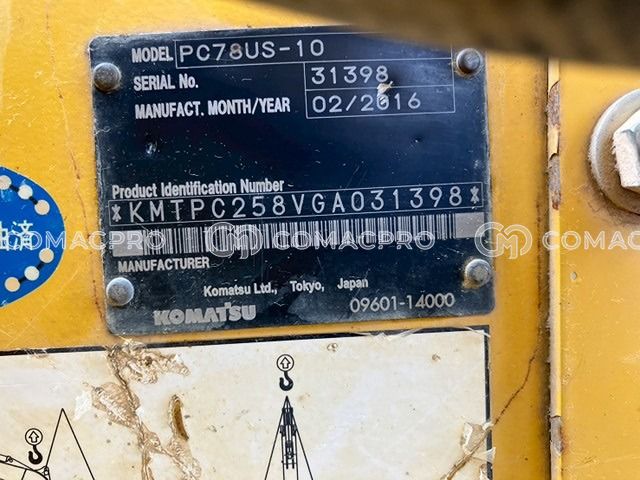 MODEL PC78US-10
SERIAL No. 31398
MANUFACT. MONTH/YEAR 02/2016
Product Identification Number
*KMTPC258VGA031398*
COMACPRO COMACPRO COMAC
MANUFACTURER
Komatsu Ltd., Tokyo, Japan
KOMATSU 09601-14000